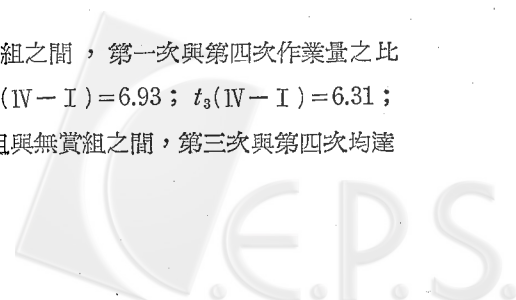 組之間，第一次與第四次作業量之比
(Ⅳ－Ⅰ)=6.93；t₃(Ⅳ－Ⅰ)=6.31；
與無賞組之間，第三次與第四次均達
C.E.P.S.